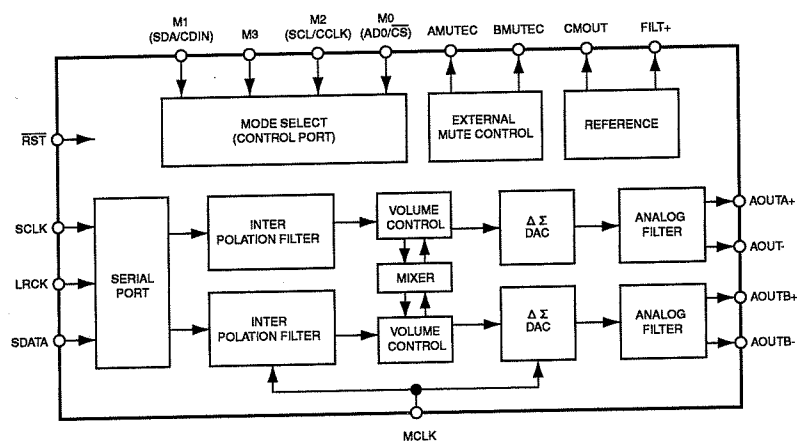 M1
(SDA/CDIN)
M3
M2
(SCL/CCLK)
M0
(AD0/CS)
AMUTEC
BMUTEC
CMOUT
FILT+
MODE SELECT
(CONTROL PORT)
EXTERNAL
MUTE CONTROL
REFERENCE
RST
SCLK
LRCK
SDATA
SERIAL
PORT
INTER
POLATION FILTER
VOLUME
CONTROL
Δ Σ
DAC
ANALOG
FILTER
AOUTA+
AOUT-
MIXER
INTER
POLATION FILTER
VOLUME
CONTROL
Δ Σ
DAC
ANALOG
FILTER
AOUTB+
AOUTB-
MCLK